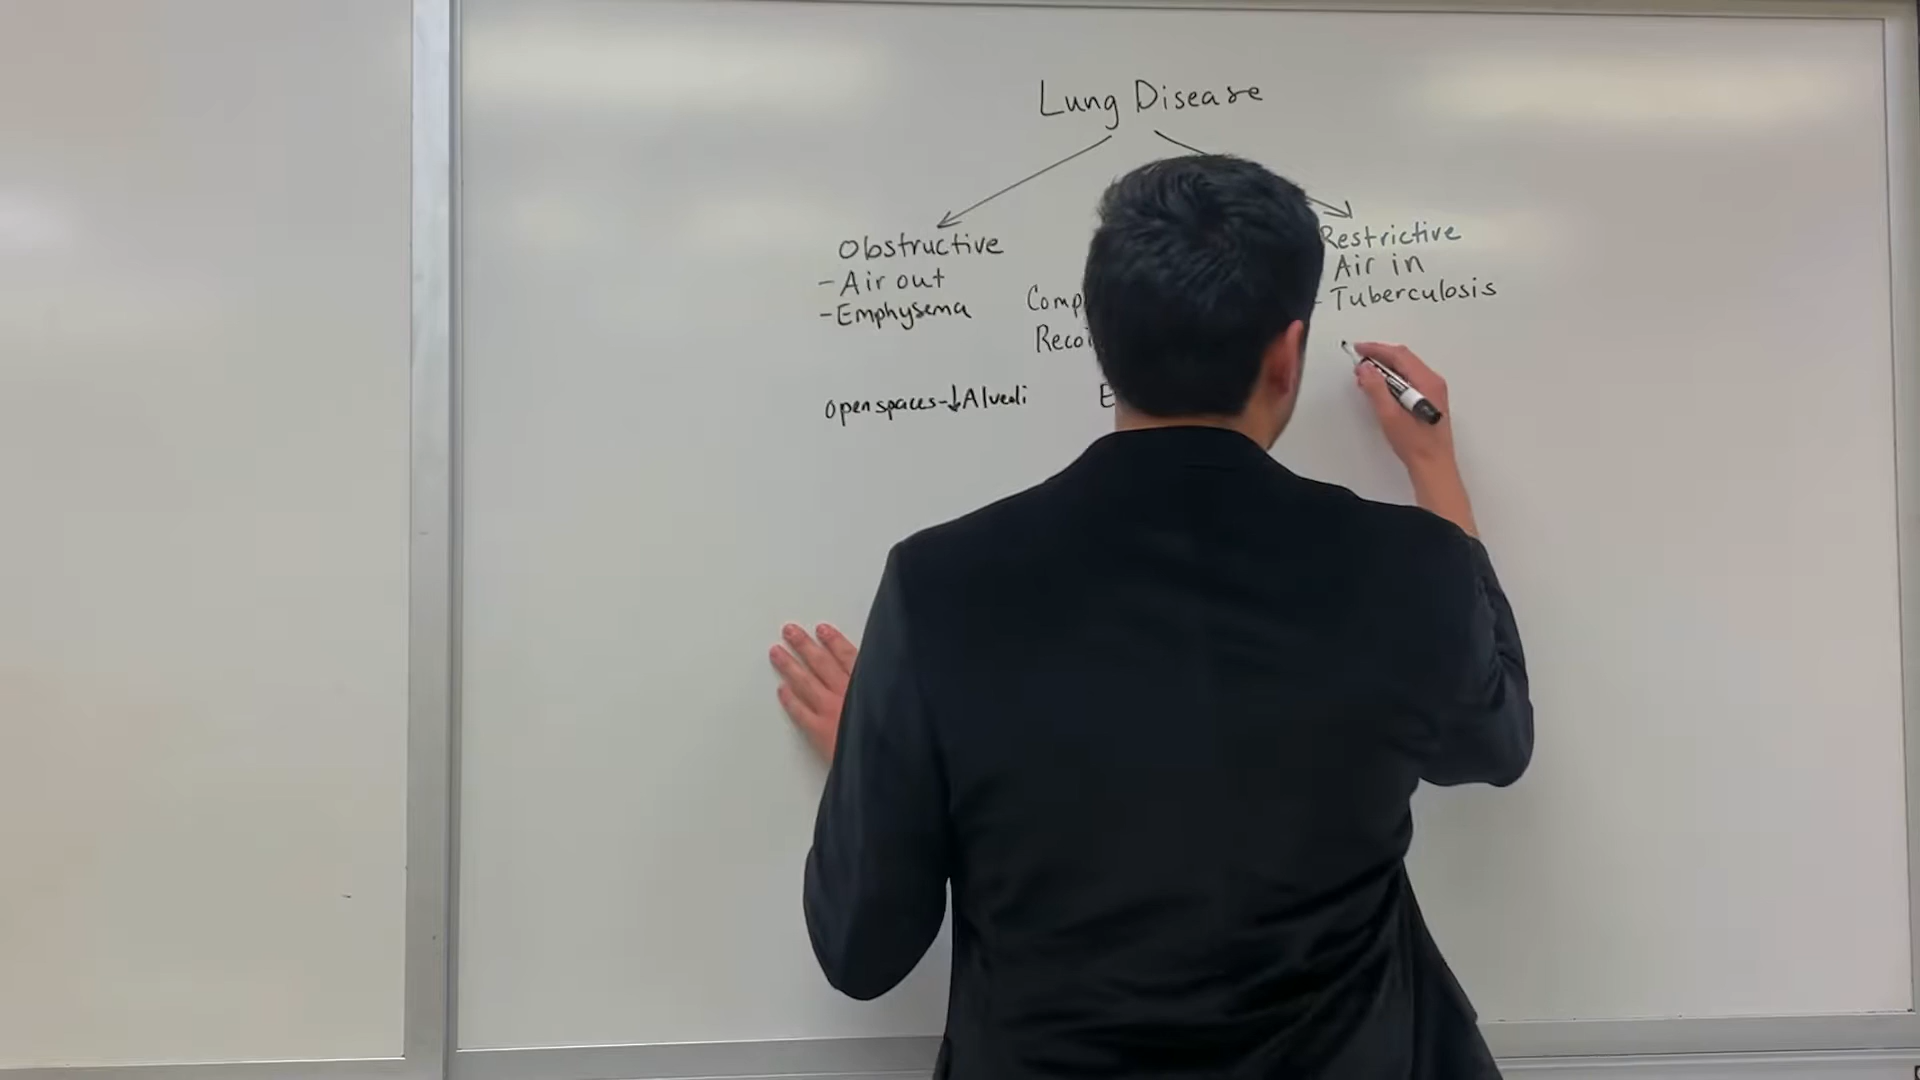 Lung Disease
Obstructive
- Air out
- Emphysema
Restrictive
Air in
- Tuberculosis
open spaces - ↓ Alveoli